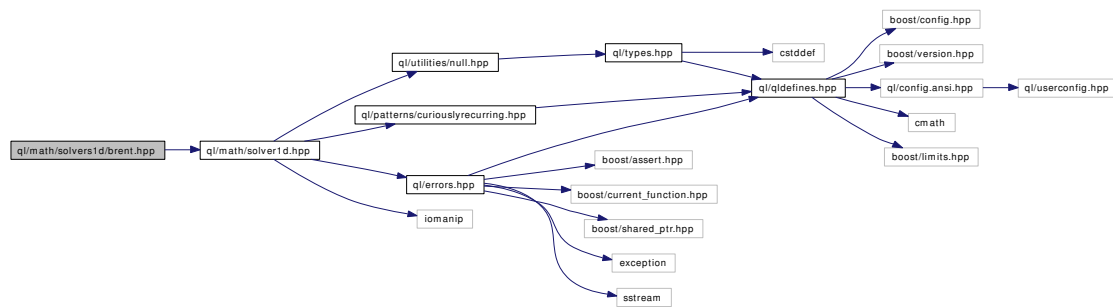 ql/math/solvers1d/brent.hpp
ql/math/solver1d.hpp
ql/utilities/null.hpp
ql/patterns/curiouslyrecurring.hpp
ql/errors.hpp
iomanip
ql/types.hpp
boost/assert.hpp
boost/current_function.hpp
boost/shared_ptr.hpp
exception
sstream
cstddef
ql/qldefines.hpp
boost/config.hpp
boost/version.hpp
ql/config.ansi.hpp
cmath
boost/limits.hpp
ql/userconfig.hpp